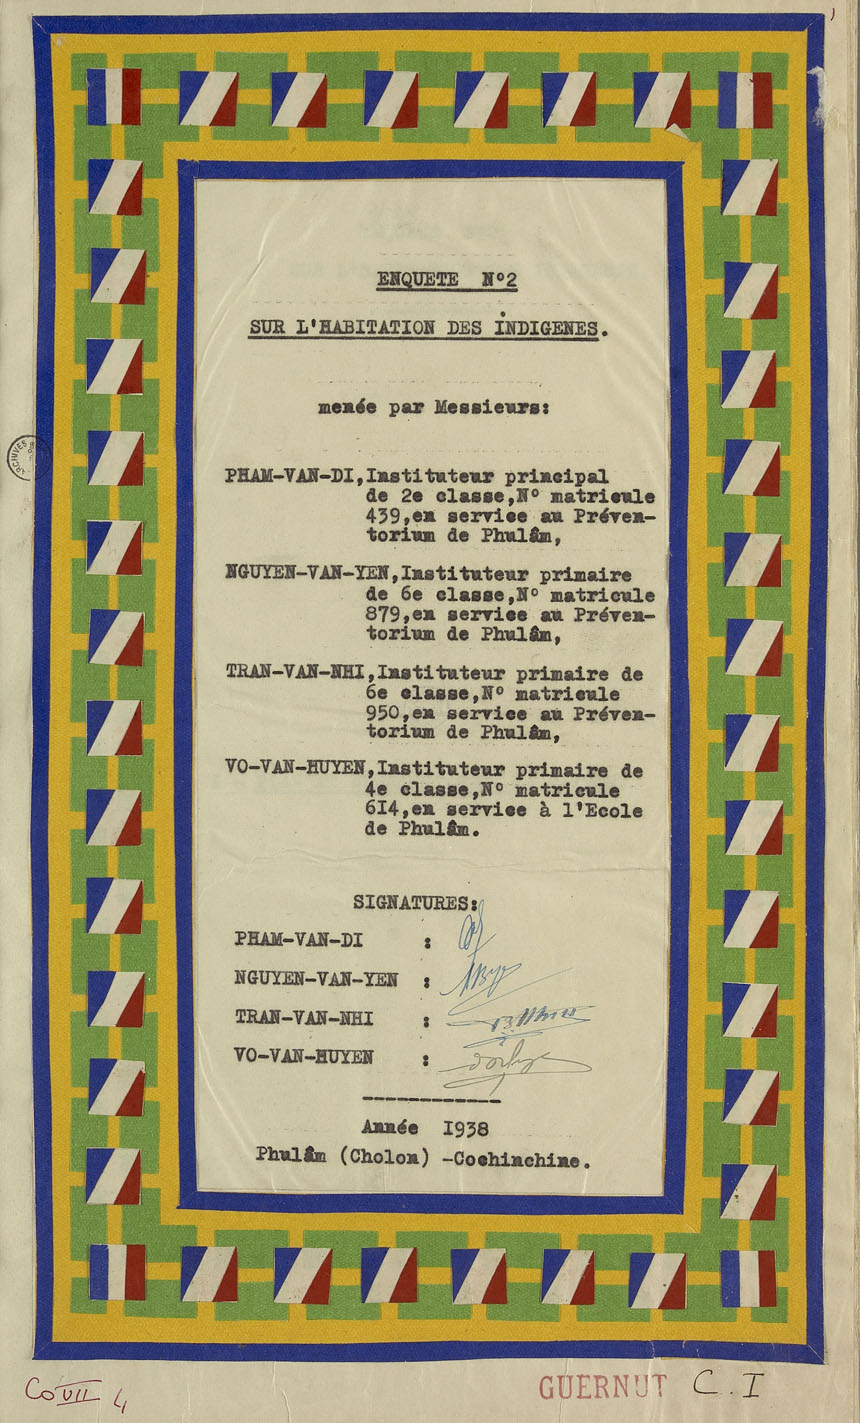 ENQUETE N°2
SUR L'HABITATION DES INDIGENES.
menée par Messieurs:
PHAM-VAN-DI,Instituteur principal
de 2e classe,N° matricule
439,en service au Préven-
torium de Phulâm,
NGUYEN-VAN-YEN,Instituteur primaire
de 6e classe,N° matricule
879,en service au Préven-
torium de Phulâm,
TRAN-VAN-NHI,Instituteur primaire de
6e classe,N° matricule
950,en service au Préven-
torium de Phulâm,
VO-VAN-HUYEN,Instituteur primaire de
4e classe,N° matricule
6I4,en service à l'Ecole
de Phulâm.
SIGNATURES:
PHAM-VAN-DI :
NGUYEN-VAN-YEN :
TRAN-VAN-NHI :
VO-VAN-HUYEN :
-------------
Année I938
Phulâm (Cholon) -Cochinchine.
ARCHIVES
Co VII 4
GUERNUT C.I